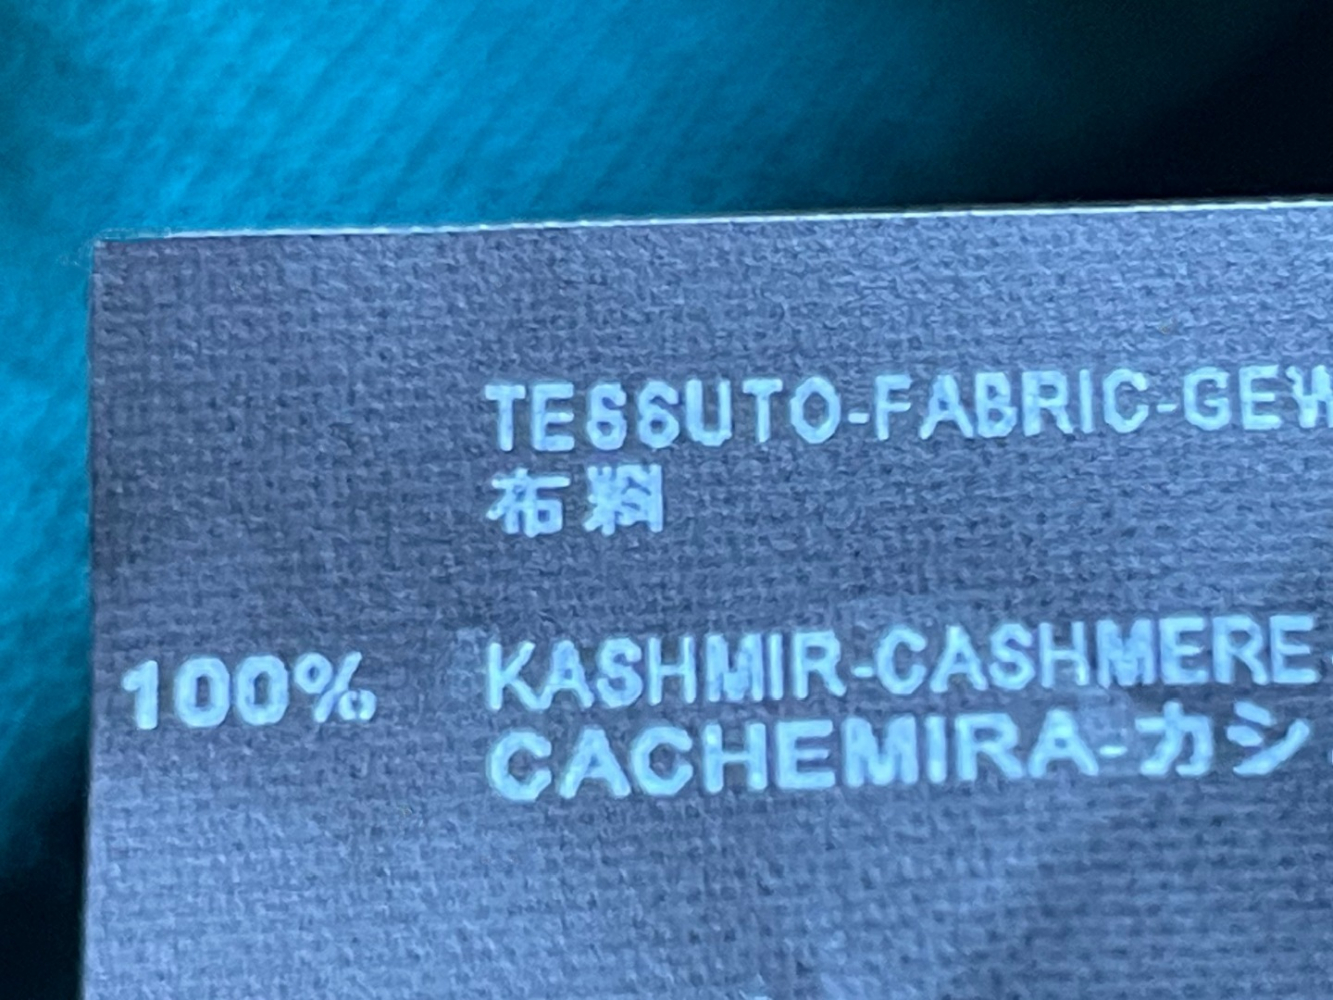 TESSUTO-FABRIC-GEW
布料
100% KASHMIR-CASHMERE
CACHEMIRA-カシ